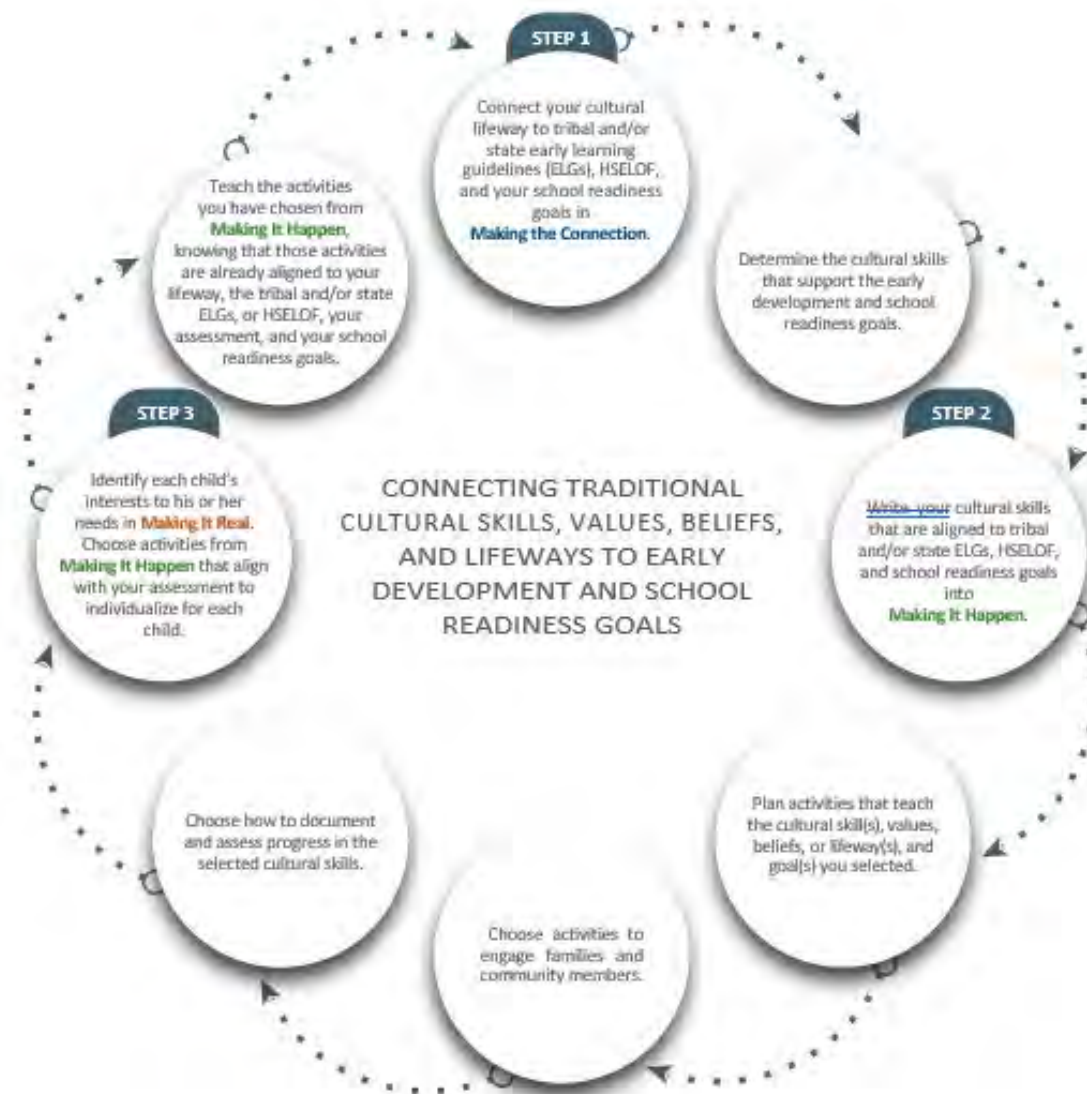 STEP 1
Connect your cultural
lifeway to tribal and/or
state early learning
guidelines (ELGs), HSELOF,
and your school readiness
goals in
Making the Connection.
Determine the cultural skills
that support the early
development and school
readiness goals.
STEP 2
Write your cultural skills
that are aligned to tribal
and/or state ELGs, HSELOF,
and school readiness goals
into
Making It Happen.
Plan activities that teach
the cultural skill(s), values,
beliefs, or lifeway(s), and
goal(s) you selected.
Choose activities to
engage families and
community members.
Choose how to document
and assess progress in the
selected cultural skills.
STEP 3
Identify each child's
interests to his or her
needs in Making It Real.
Choose activities from
Making It Happen that align
with your assessment to
individualize for each
child.
Teach the activities
you have chosen from
Making It Happen,
knowing that those activities
are already aligned to your
lifeway, the tribal and/or state
ELGs, or HSELOF, your
assessment, and your school
readiness goals.
CONNECTING TRADITIONAL
CULTURAL SKILLS, VALUES, BELIEFS,
AND LIFEWAYS TO EARLY
DEVELOPMENT AND SCHOOL
READINESS GOALS